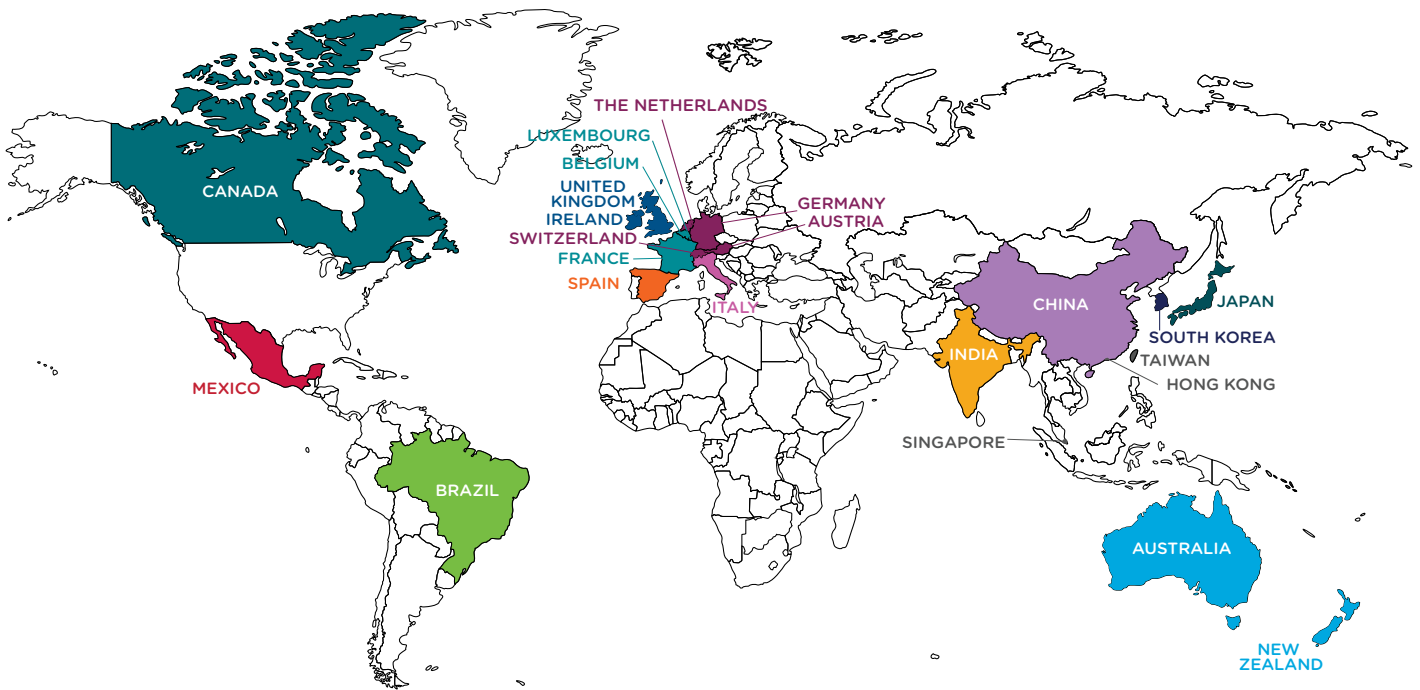 THE NETHERLANDS
LUXEMBOURG
BELGIUM
CANADA
UNITED
KINGDOM
IRELAND
GERMANY
AUSTRIA
SWITZERLAND
FRANCE
SPAIN
ITALY
CHINA
JAPAN
SOUTH KOREA
INDIA
TAIWAN
HONG KONG
MEXICO
SINGAPORE
BRAZIL
AUSTRALIA
NEW
ZEALAND